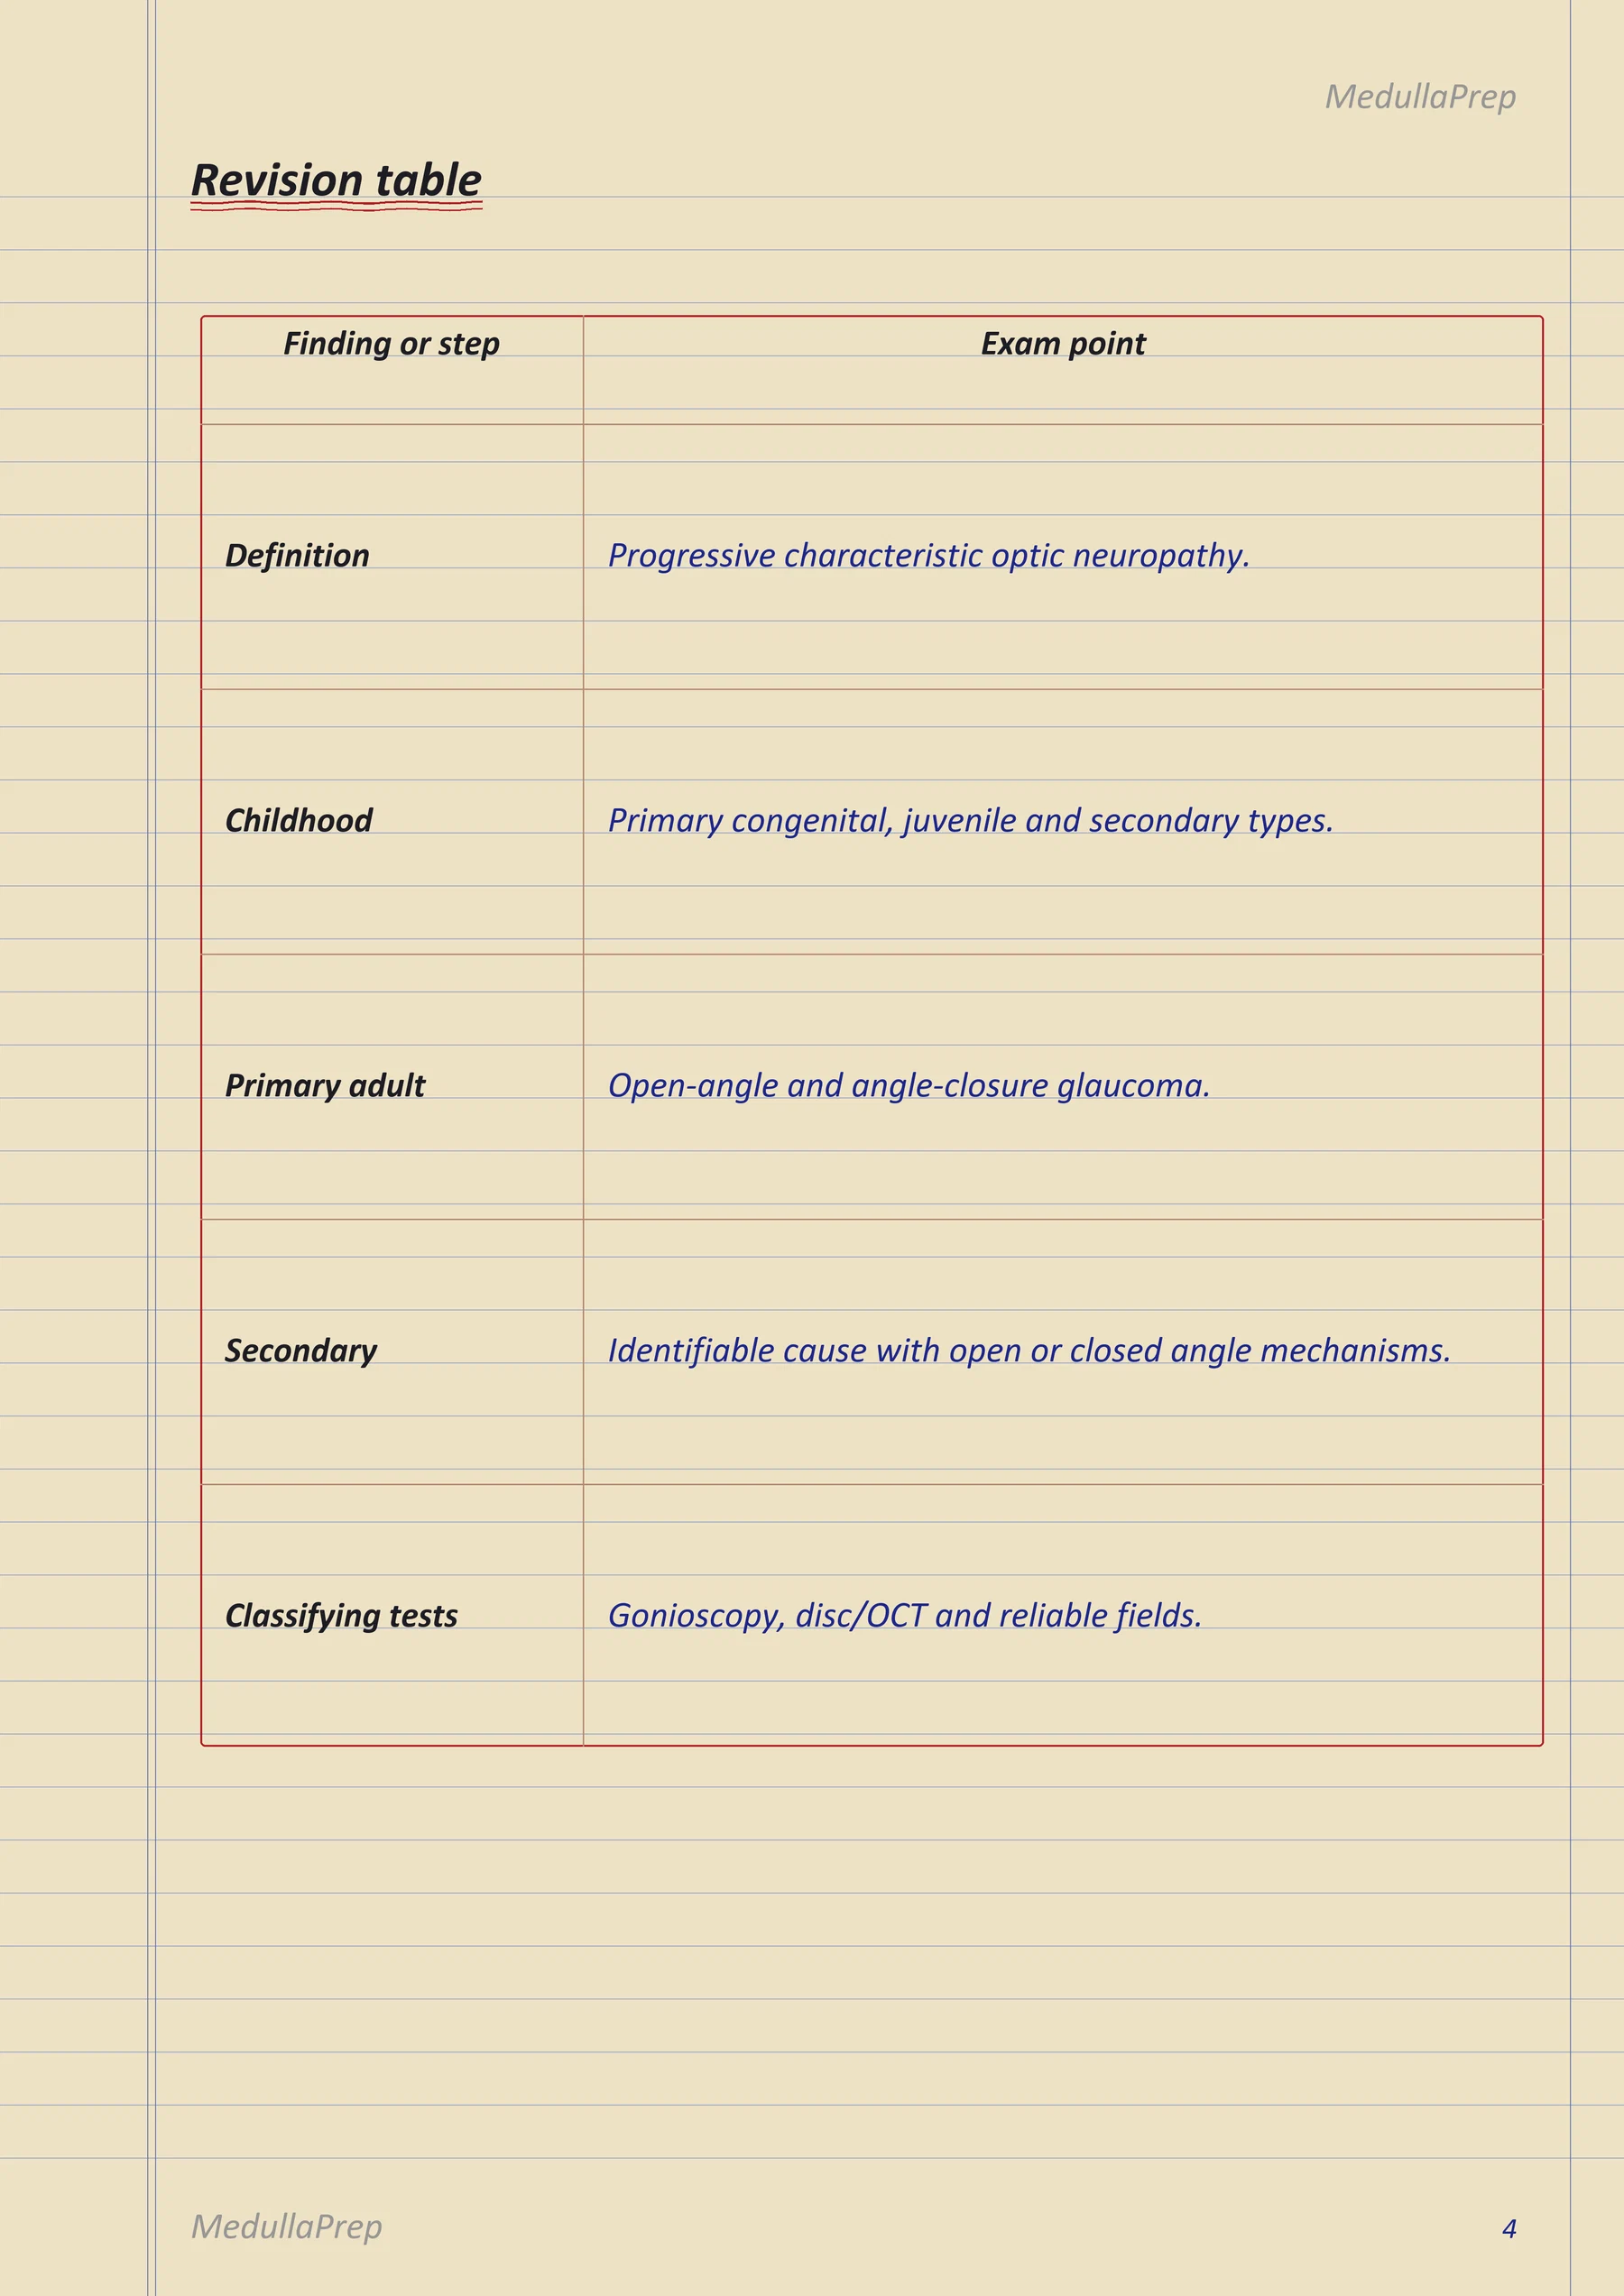 MedullaPrep
Revision table
Finding or step
Exam point
Definition
Progressive characteristic optic neuropathy.
Childhood
Primary congenital, juvenile and secondary types.
Primary adult
Open-angle and angle-closure glaucoma.
Secondary
Identifiable cause with open or closed angle mechanisms.
Classifying tests
Gonioscopy, disc/OCT and reliable fields.
MedullaPrep
4